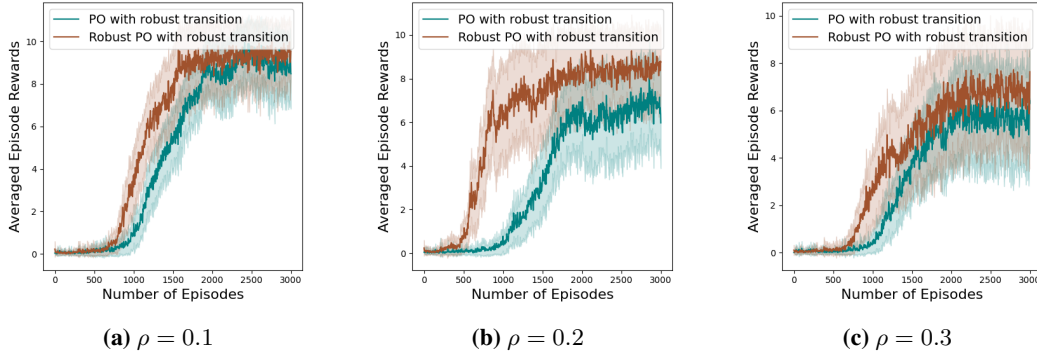 PO with robust transition
Robust PO with robust transition
Averaged Episode Rewards
10
8
6
4
2
0
0 500 1000 1500 2000 2500 3000
Number of Episodes
(a) ρ = 0.1
PO with robust transition
Robust PO with robust transition
Averaged Episode Rewards
10
8
6
4
2
0
0 500 1000 1500 2000 2500 3000
Number of Episodes
(b) ρ = 0.2
PO with robust transition
Robust PO with robust transition
Averaged Episode Rewards
10
8
6
4
2
0
0 500 1000 1500 2000 2500 3000
Number of Episodes
(c) ρ = 0.3